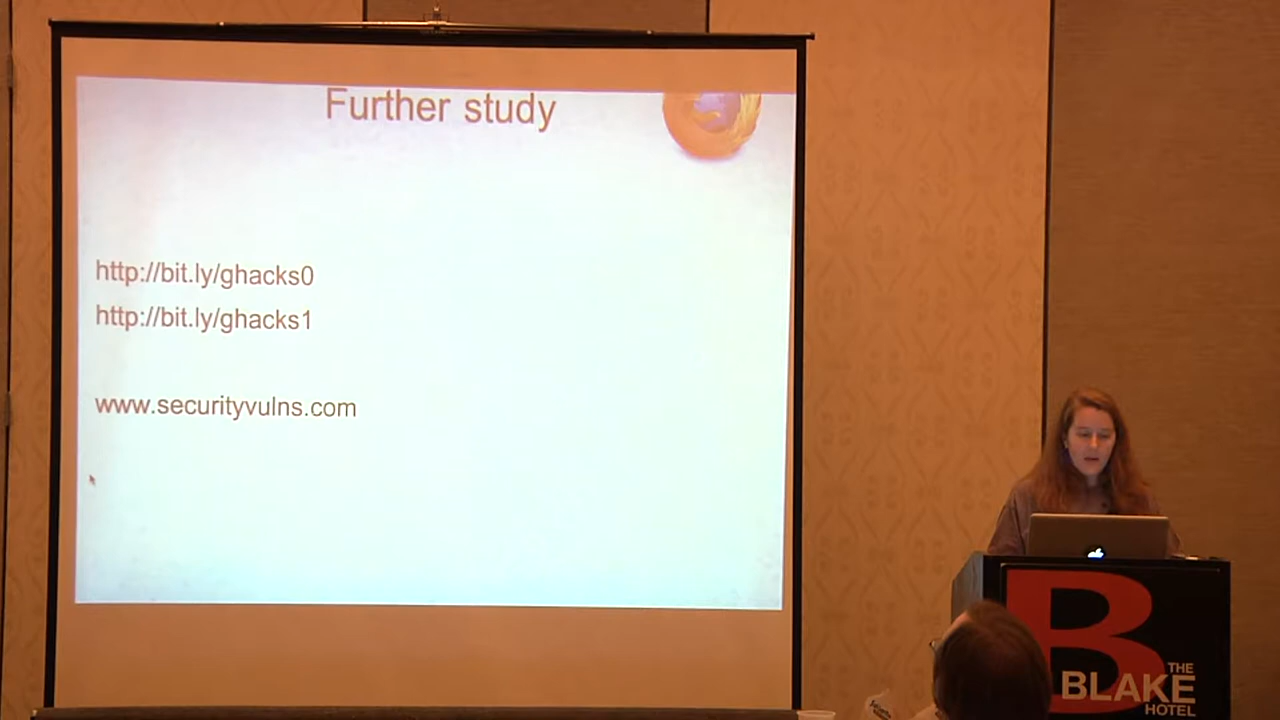 Further study
http://bit.ly/ghacks0
http://bit.ly/ghacks1
www.securityvulns.com
B
THE
BLAKE
HOTEL